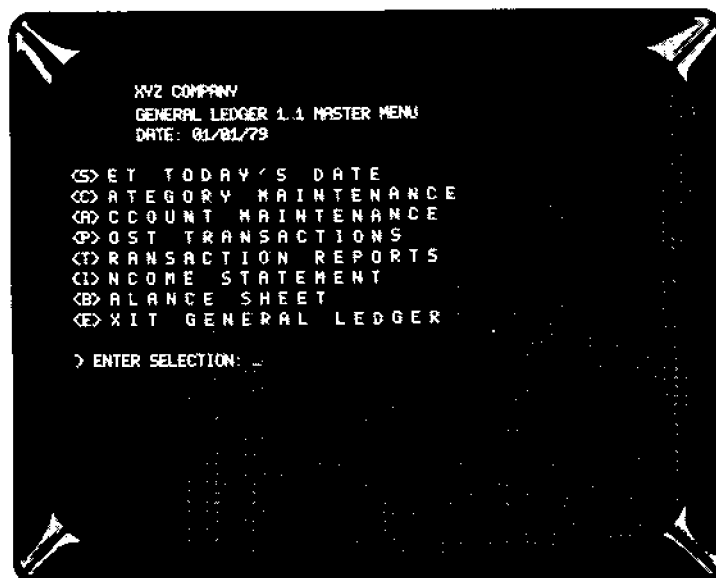 XYZ COMPANY
GENERAL LEDGER 1.1 MASTER MENU
DATE: 01/01/79
<S>ET TODAY'S DATE
<C>ATEGORY MAINTENANCE
<A>CCOUNT MAINTENANCE
<P>OST TRANSACTIONS
<T>RANSACTION REPORTS
<I>NCOME STATEMENT
<B>ALANCE SHEET
<E>XIT GENERAL LEDGER
> ENTER SELECTION: _